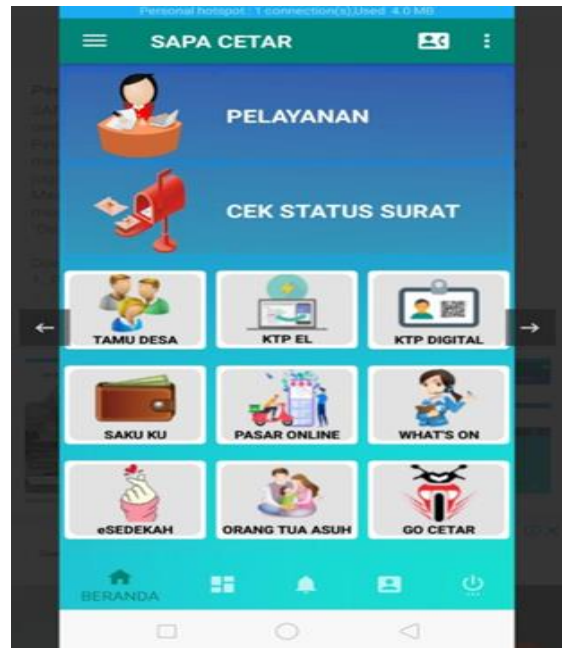 Personal hotspot: 1 connection(s),Used 4.0 MB
SAPA CETAR
PELAYANAN
CEK STATUS SURAT
TAMU DESA
KTP EL
KTP DIGITAL
SAKU KU
PASAR ONLINE
WHAT'S ON
eSEDEKAH
ORANG TUA ASUH
GO CETAR
BERANDA